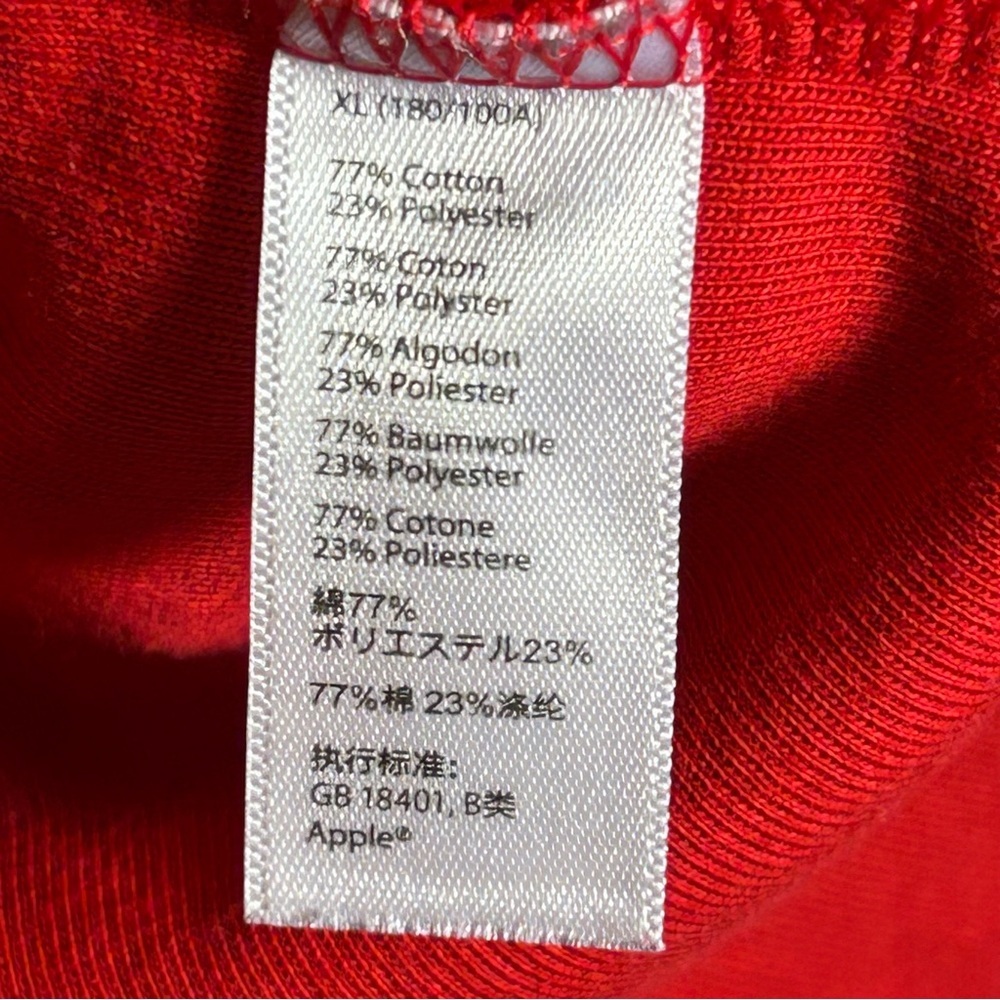 XL (180/100A)
77% Cotton
23% Polyester
77% Coton
23% Polyster
77% Algodon
23% Poliester
77% Baumwolle
23% Polyester
77% Cotone
23% Poliestere
綿77%
ポリエステル23%
77%棉 23%涤纶
执行标准:
GB 18401, B类
Apple®